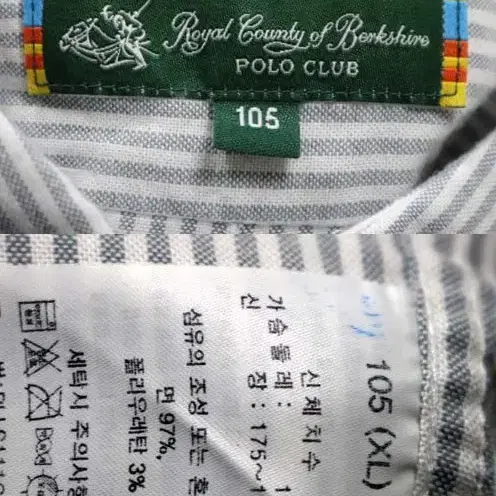 Royal County of Berkshire
POLO CLUB
105
105 (XL)
신체치수
가슴둘레 :
신 장 : 175~1
섬유의 조성 또는 혼
면 97%,
폴리우레탄 3%
세탁시 주의사항